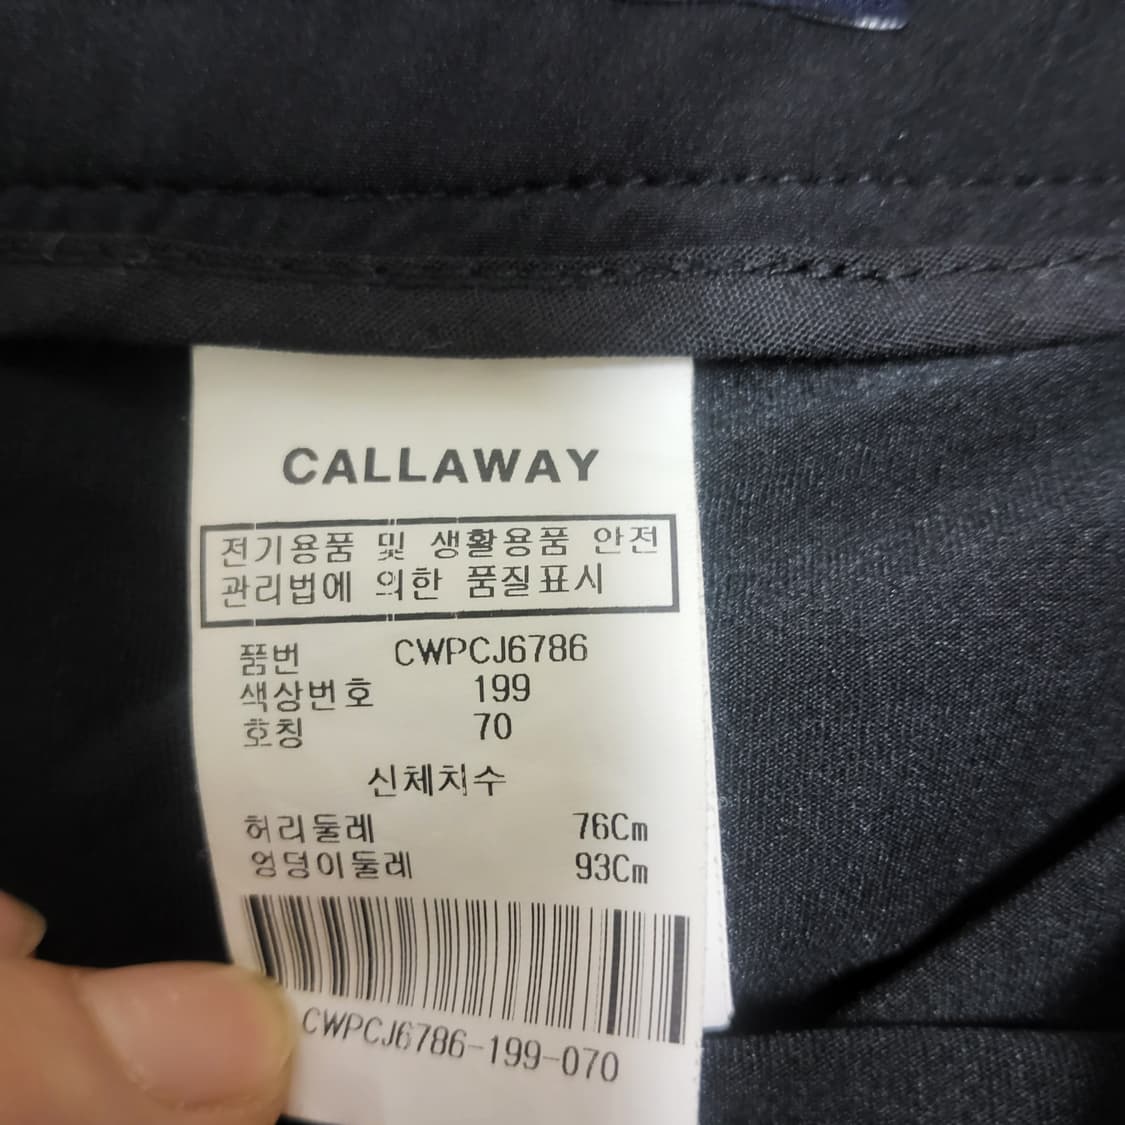 CALLAWAY
전기용품 및 생활용품 안전
관리법에 의한 품질표시
품번 CWPCJ6786
색상번호 199
호칭 70
신체치수
허리둘레 76Cm
엉덩이둘레 93Cm
CWPCJ6786-199-070